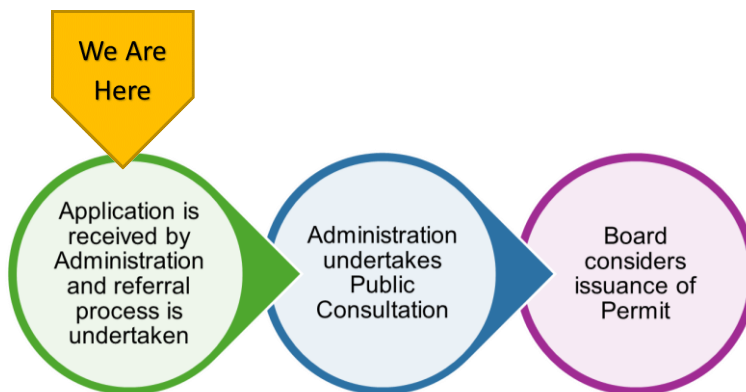 We Are
Here
Application is
received by
Administration
and referral
process is
undertaken
Administration
undertakes
Public
Consultation
Board
considers
issuance of
Permit